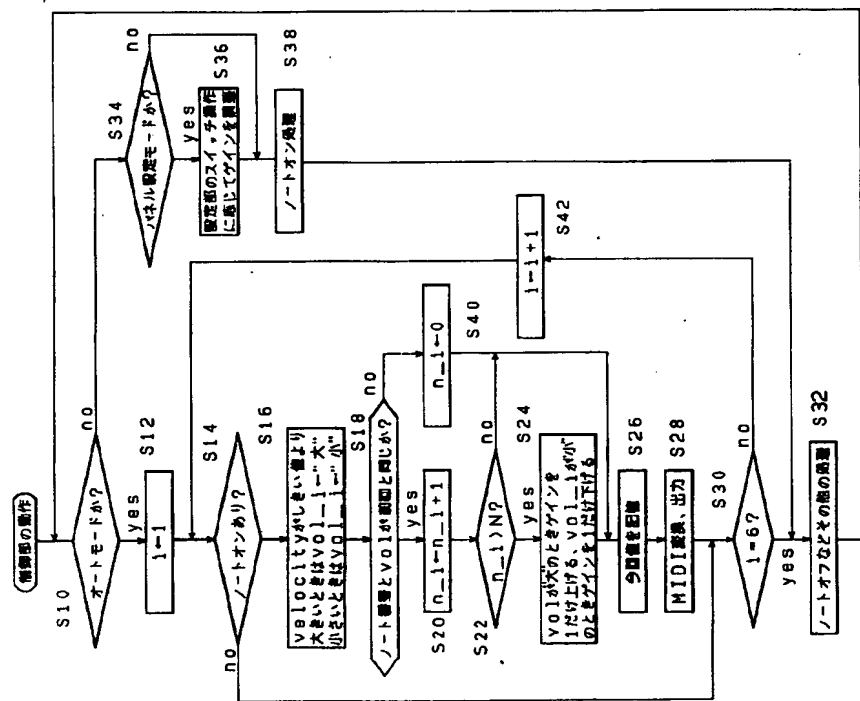 制御部の動作
S10
オートモードか?
no
yes
S12
i←1
S14
ノートオンあり?
no
S16
velocityがしきい値より
大きいときはvol_i="大"
小さいときはvol_i="小"
S18
ノート番号とvolが前回と同じか?
no
yes
S20
n_i←n_i+1
S40
n_i←0
S22
n_i>N?
no
yes
S24
volが大のときゲインを
1だけ上げる、vol_iが小
のときゲインを1だけ下げる
S26
今回値を記憶
S28
MIDI変換、出力
S30
i=6?
no
yes
S32
ノートオフなどその他の処理
S34
パネル設定モードか?
no
yes
S36
設定部のスイッチ操作
に応じてゲインを調整
S38
ノートオン処理
S42
i←i+1